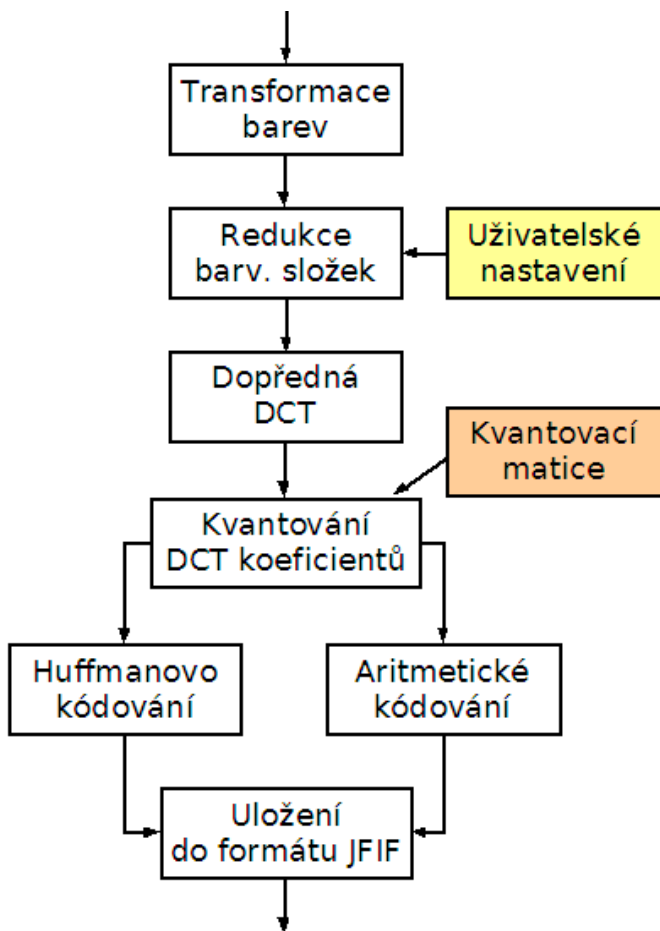 Transformace
barev
Redukce
barv. složek
Uživatelské
nastavení
Dopředná
DCT
Kvantovací
matice
Kvantování
DCT koeficientů
Huffmanovo
kódování
Aritmetické
kódování
Uložení
do formátu JFIF